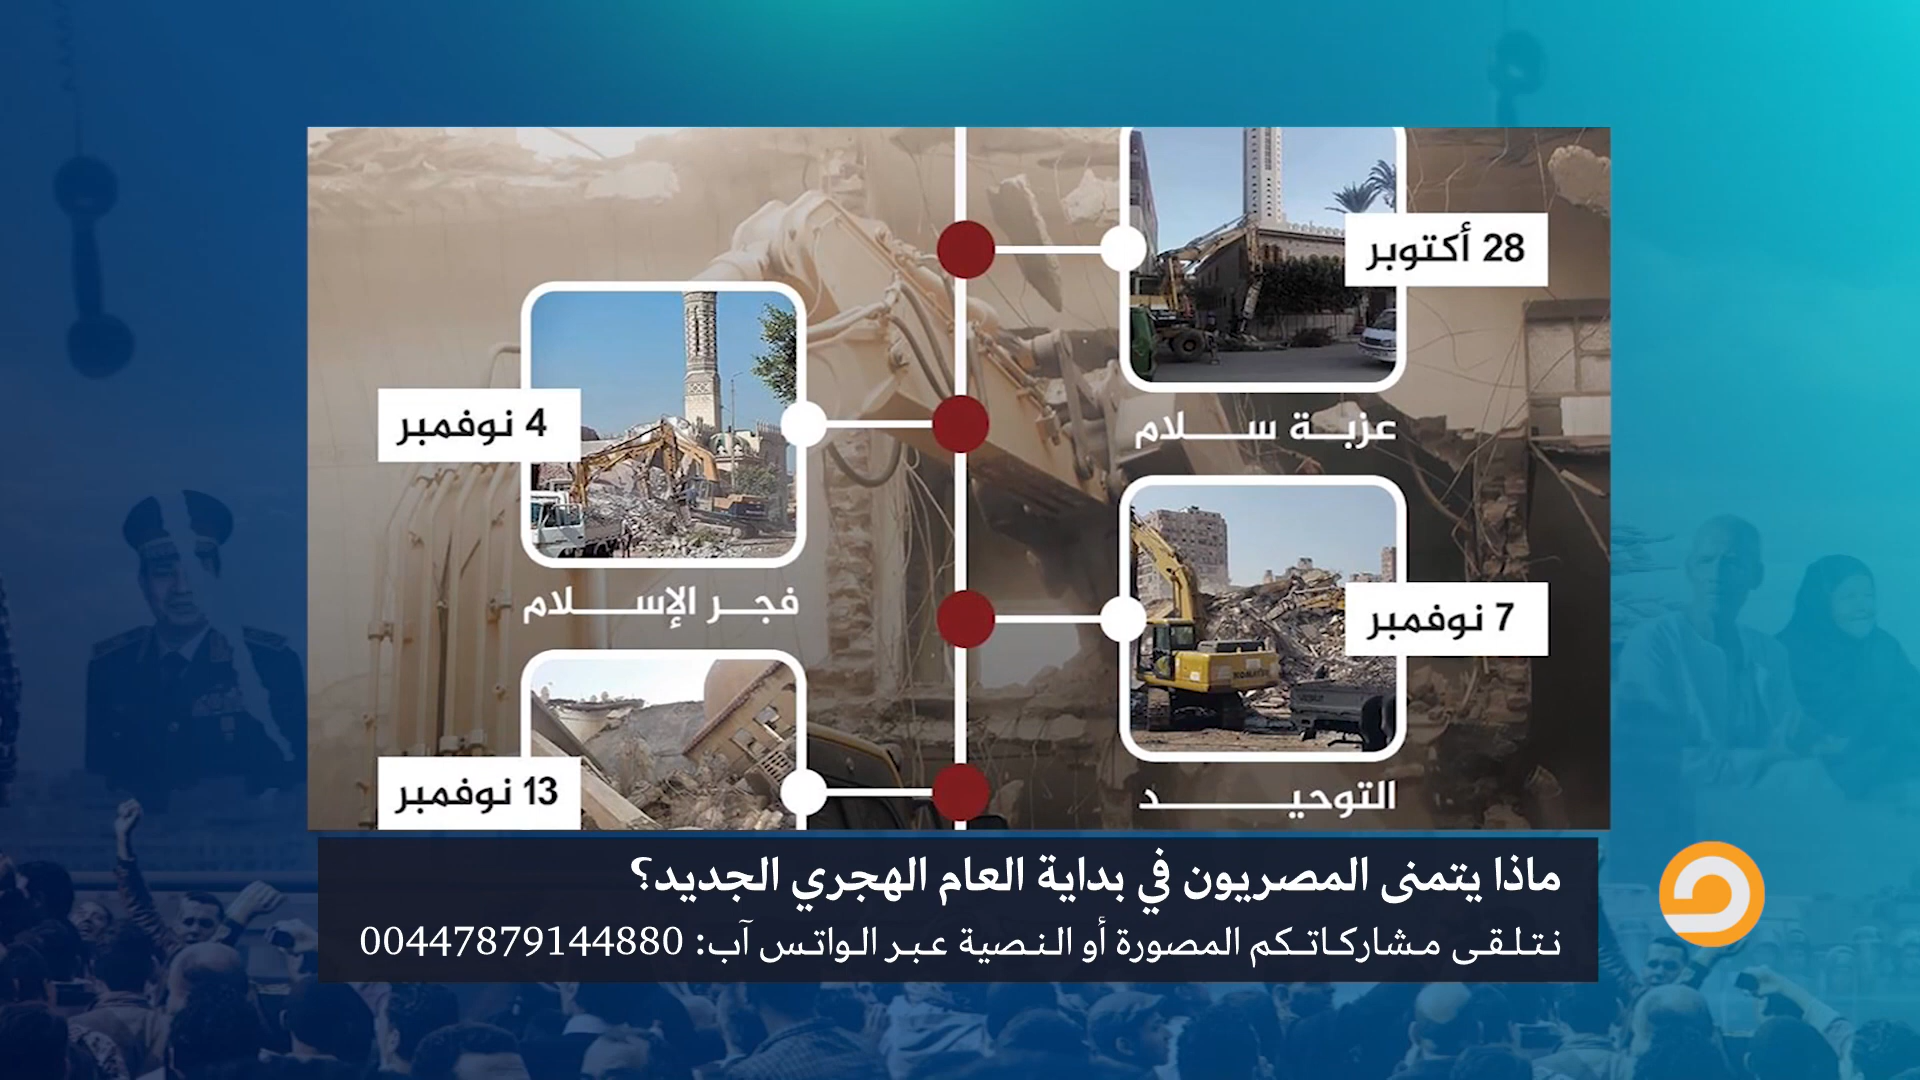 28 أكتوبر
عزبة سلام
4 نوفمبر
فجر الإسلام
7 نوفمبر
التوحيد
13 نوفمبر
ماذا يتمنى المصريون في بداية العام الهجري الجديد؟
نتلقى مشاركاتكم المصورة أو النصية عبر الواتس آب: 00447879144880
KOMATSU